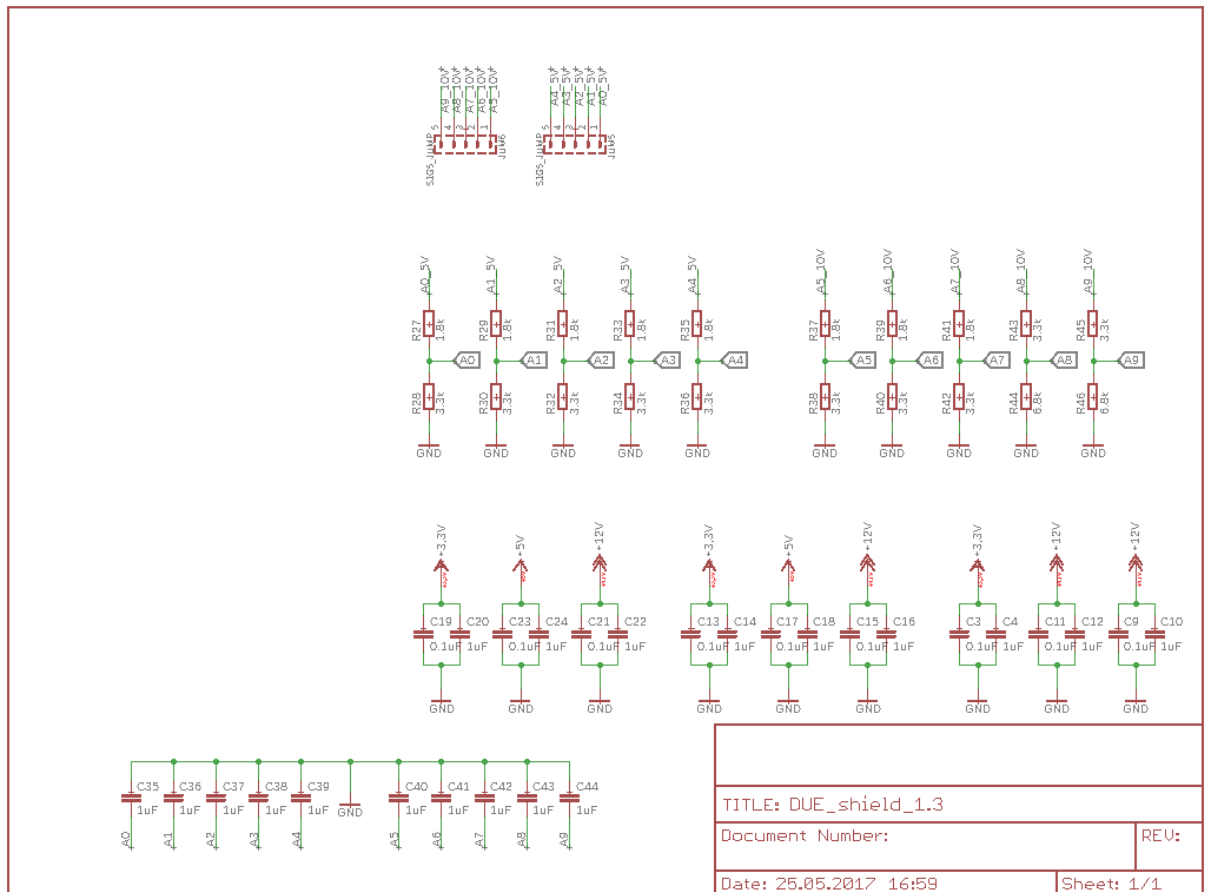 A9_10V A8_10V A7_10V A6_10V A5_10V
A4_5V A3_5V A2_5V A1_5V A0_5V
5 4 3 2 1
5 4 3 2 1
SIG5_JuMP JuM6
SIG5_JuMP JuM5
A0_5V A1_5V A2_5V A3_5V A4_5V A5_10V A6_10V A7_10V A8_10V A9_10V
R27 1.8k R29 1.8k R31 1.8k R33 1.8k R35 1.8k R37 1.8k R39 1.8k R41 1.8k R43 3.3k R45 3.3k
A0 A1 A2 A3 A4 A5 A6 A7 A8 A9
R28 3.3k R30 3.3k R32 3.3k R34 3.3k R36 3.3k R38 3.3k R40 3.3k R42 3.3k R44 6.8k R46 6.8k
GND GND GND GND GND GND GND GND GND GND
+3.3V +5V +12V +3.3V +5V +12V +3.3V +12V +12V
C19 C20 C23 C24 C21 C22 C13 C14 C17 C18 C15 C16 C3 C4 C11 C12 C9 C10
0.1uF 1uF 0.1uF 1uF 0.1uF 1uF 0.1uF 1uF 0.1uF 1uF 0.1uF 1uF 0.1uF 1uF 0.1uF 1uF 0.1uF 1uF
GND GND GND GND GND GND GND GND GND
C35 C36 C37 C38 C39 C40 C41 C42 C43 C44
1uF 1uF 1uF 1uF 1uF GND 1uF 1uF 1uF 1uF 1uF
A0 A1 A2 A3 A4 A5 A6 A7 A8 A9
TITLE: DUE_shield_1.3
Document Number:
REV:
Date: 25.05.2017 16:59
Sheet: 1/1